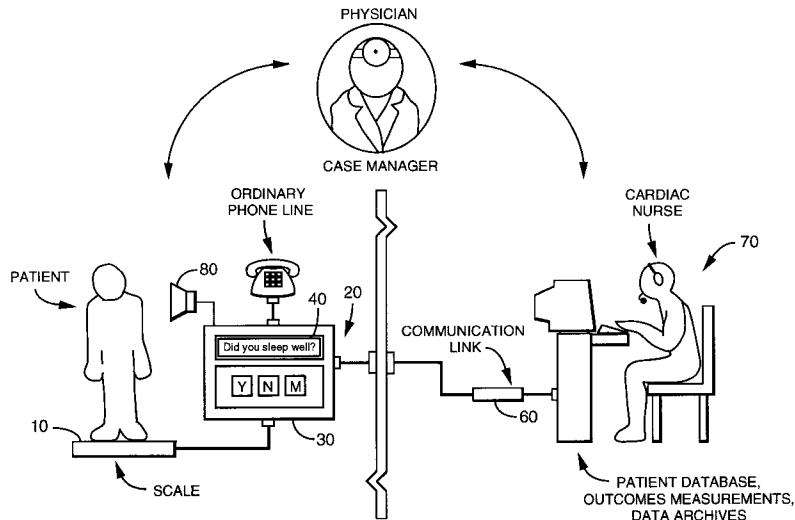 PHYSICIAN
CASE MANAGER
ORDINARY
PHONE LINE
CARDIAC
NURSE
70
PATIENT
80
40
20
Did you sleep well?
COMMUNICATION
LINK
Y N M
10
30
60
SCALE
PATIENT DATABASE,
OUTCOMES MEASUREMENTS,
DATA ARCHIVES